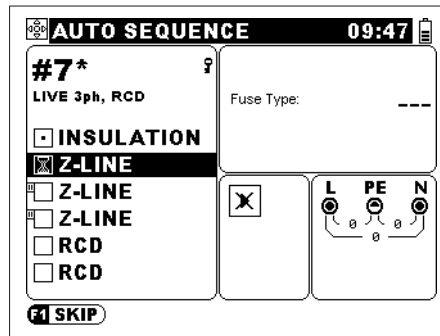 AUTO SEQUENCE 09:47
#7*
LIVE 3ph, RCD
INSULATION
Z-LINE
Z-LINE
Z-LINE
RCD
RCD
Fuse Type: ---
L PE N
0 0
0
F1 SKIP